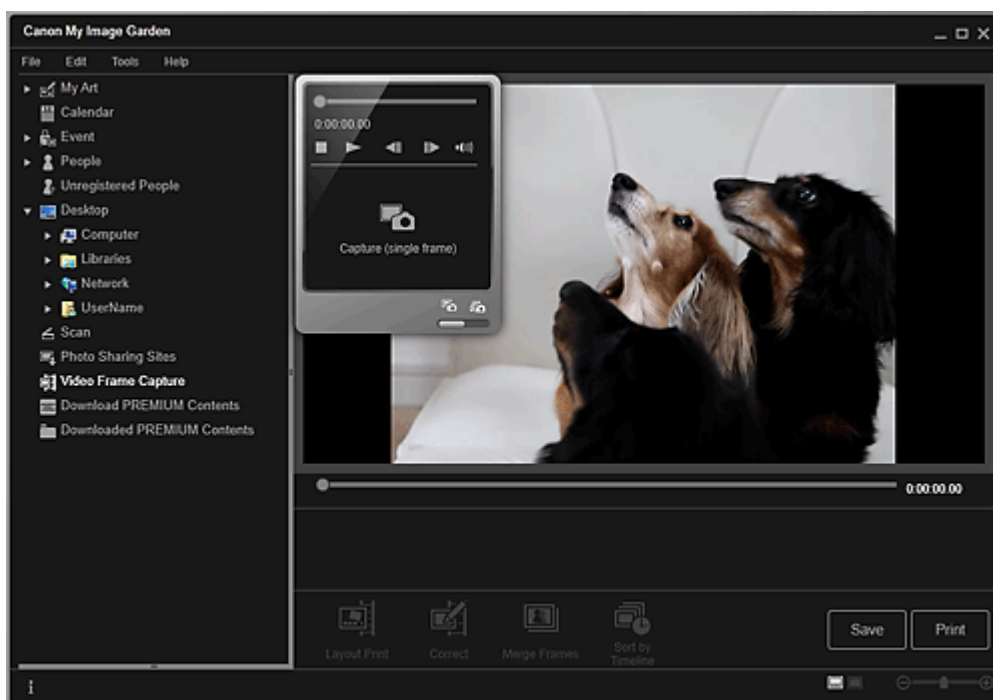 Canon My Image Garden
File Edit Tools Help
My Art
Calendar
Event
People
Unregistered People
Desktop
Computer
Libraries
Network
UserName
Scan
Photo Sharing Sites
Video Frame Capture
Download PREMIUM Contents
Downloaded PREMIUM Contents
0:00:00.00
Capture (single frame)
0:00:00.00
Layout Print
Correct
Merge Frames
Sort by
Timeline
Save
Print